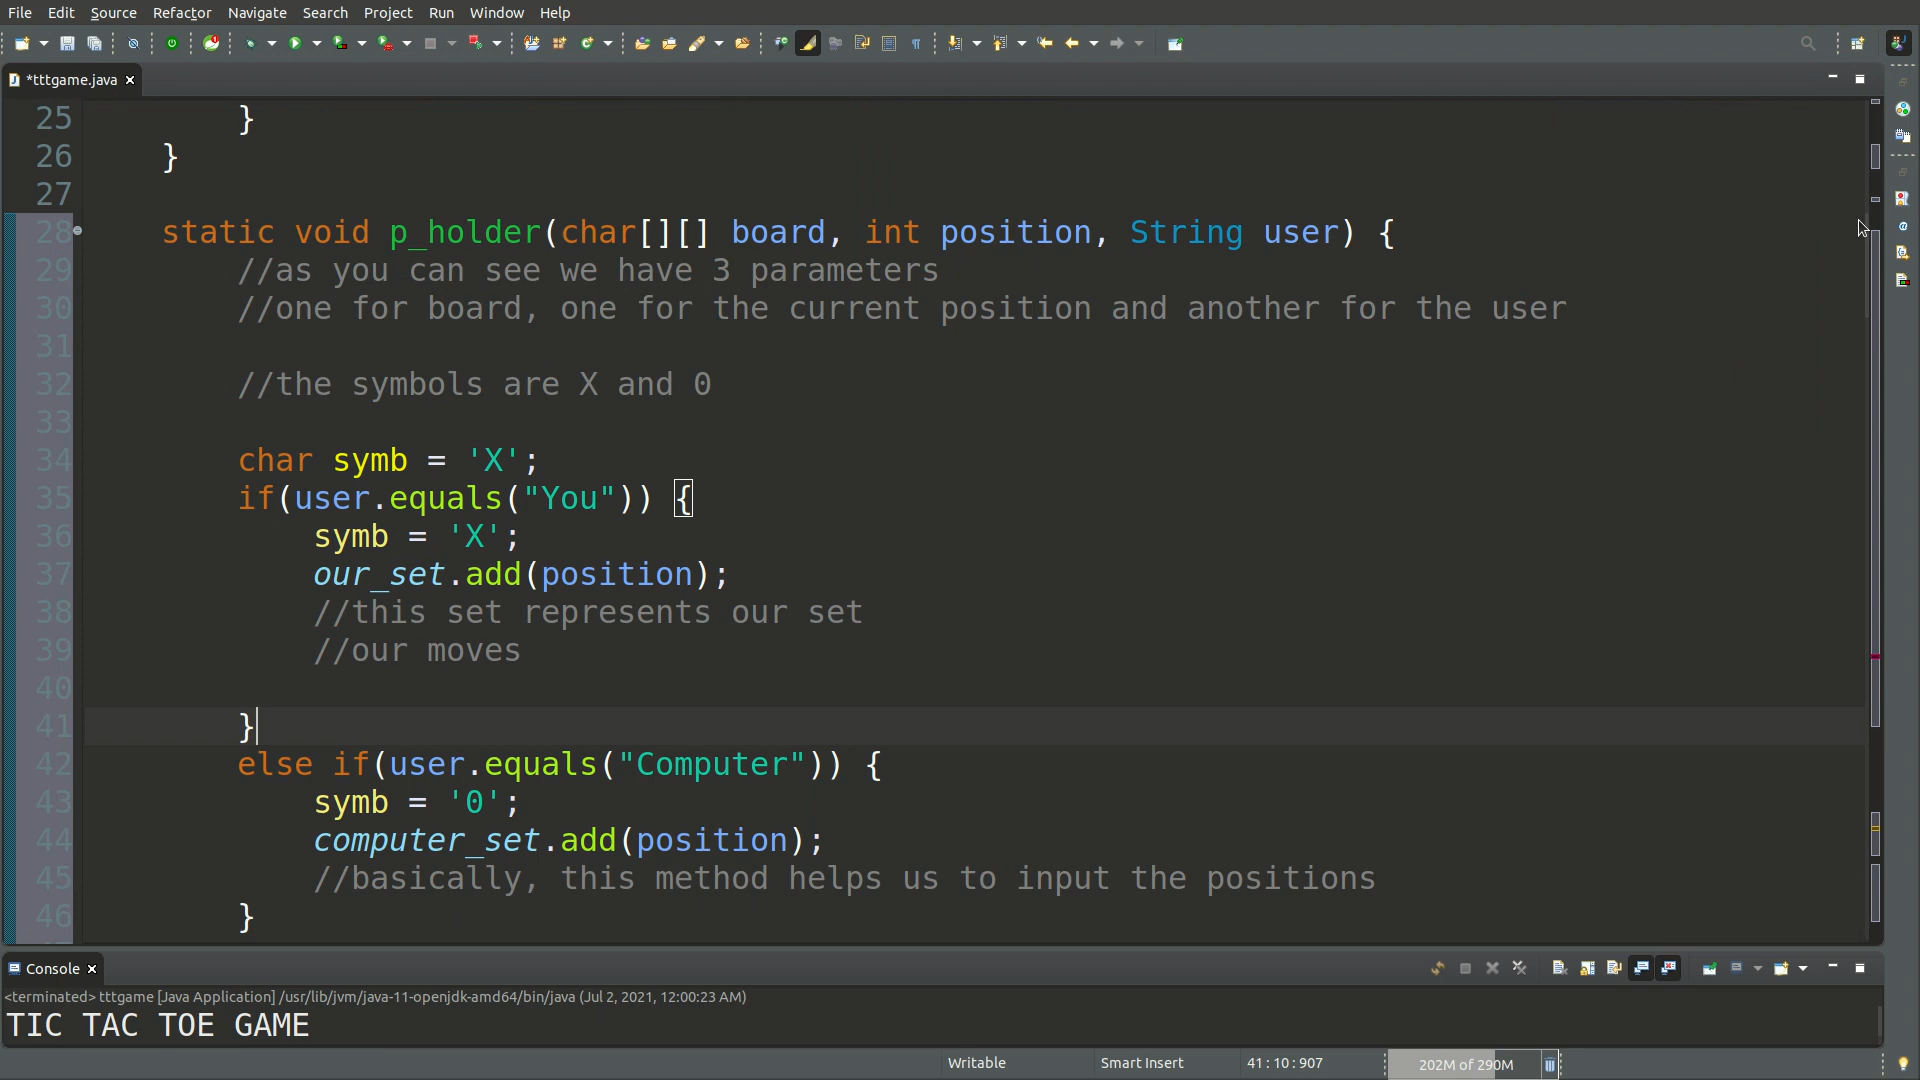 File Edit Source Refactor Navigate Search Project Run Window Help
*tttgame.java
25 }
26 }
27
28 static void p_holder(char[][] board, int position, String user) {
29 //as you can see we have 3 parameters
30 //one for board, one for the current position and another for the user
31
32 //the symbols are X and 0
33
34 char symb = 'X';
35 if(user.equals("You")) {
36 symb = 'X';
37 our_set.add(position);
38 //this set represents our set
39 //our moves
40
41 }
42 else if(user.equals("Computer")) {
43 symb = '0';
44 computer_set.add(position);
45 //basically, this method helps us to input the positions
46 }
Console
<terminated> tttgame [Java Application] /usr/lib/jvm/java-11-openjdk-amd64/bin/java (Jul 2, 2021, 12:00:23 AM)
TIC TAC TOE GAME
Writable Smart Insert 41 : 10 : 907 202M of 290M